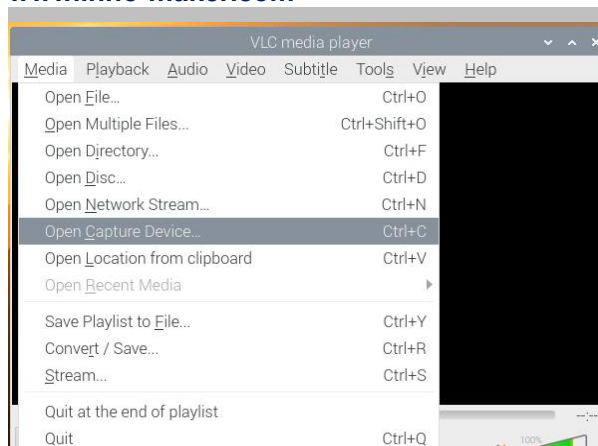 VLC media player
Media Playback Audio Video Subtitle Tools View Help
Open File... Ctrl+O
Open Multiple Files... Ctrl+Shift+O
Open Directory... Ctrl+F
Open Disc... Ctrl+D
Open Network Stream... Ctrl+N
Open Capture Device... Ctrl+C
Open Location from clipboard Ctrl+V
Open Recent Media
Save Playlist to File... Ctrl+Y
Convert / Save... Ctrl+R
Stream... Ctrl+S
Quit at the end of playlist
--:--
Quit Ctrl+Q
100%